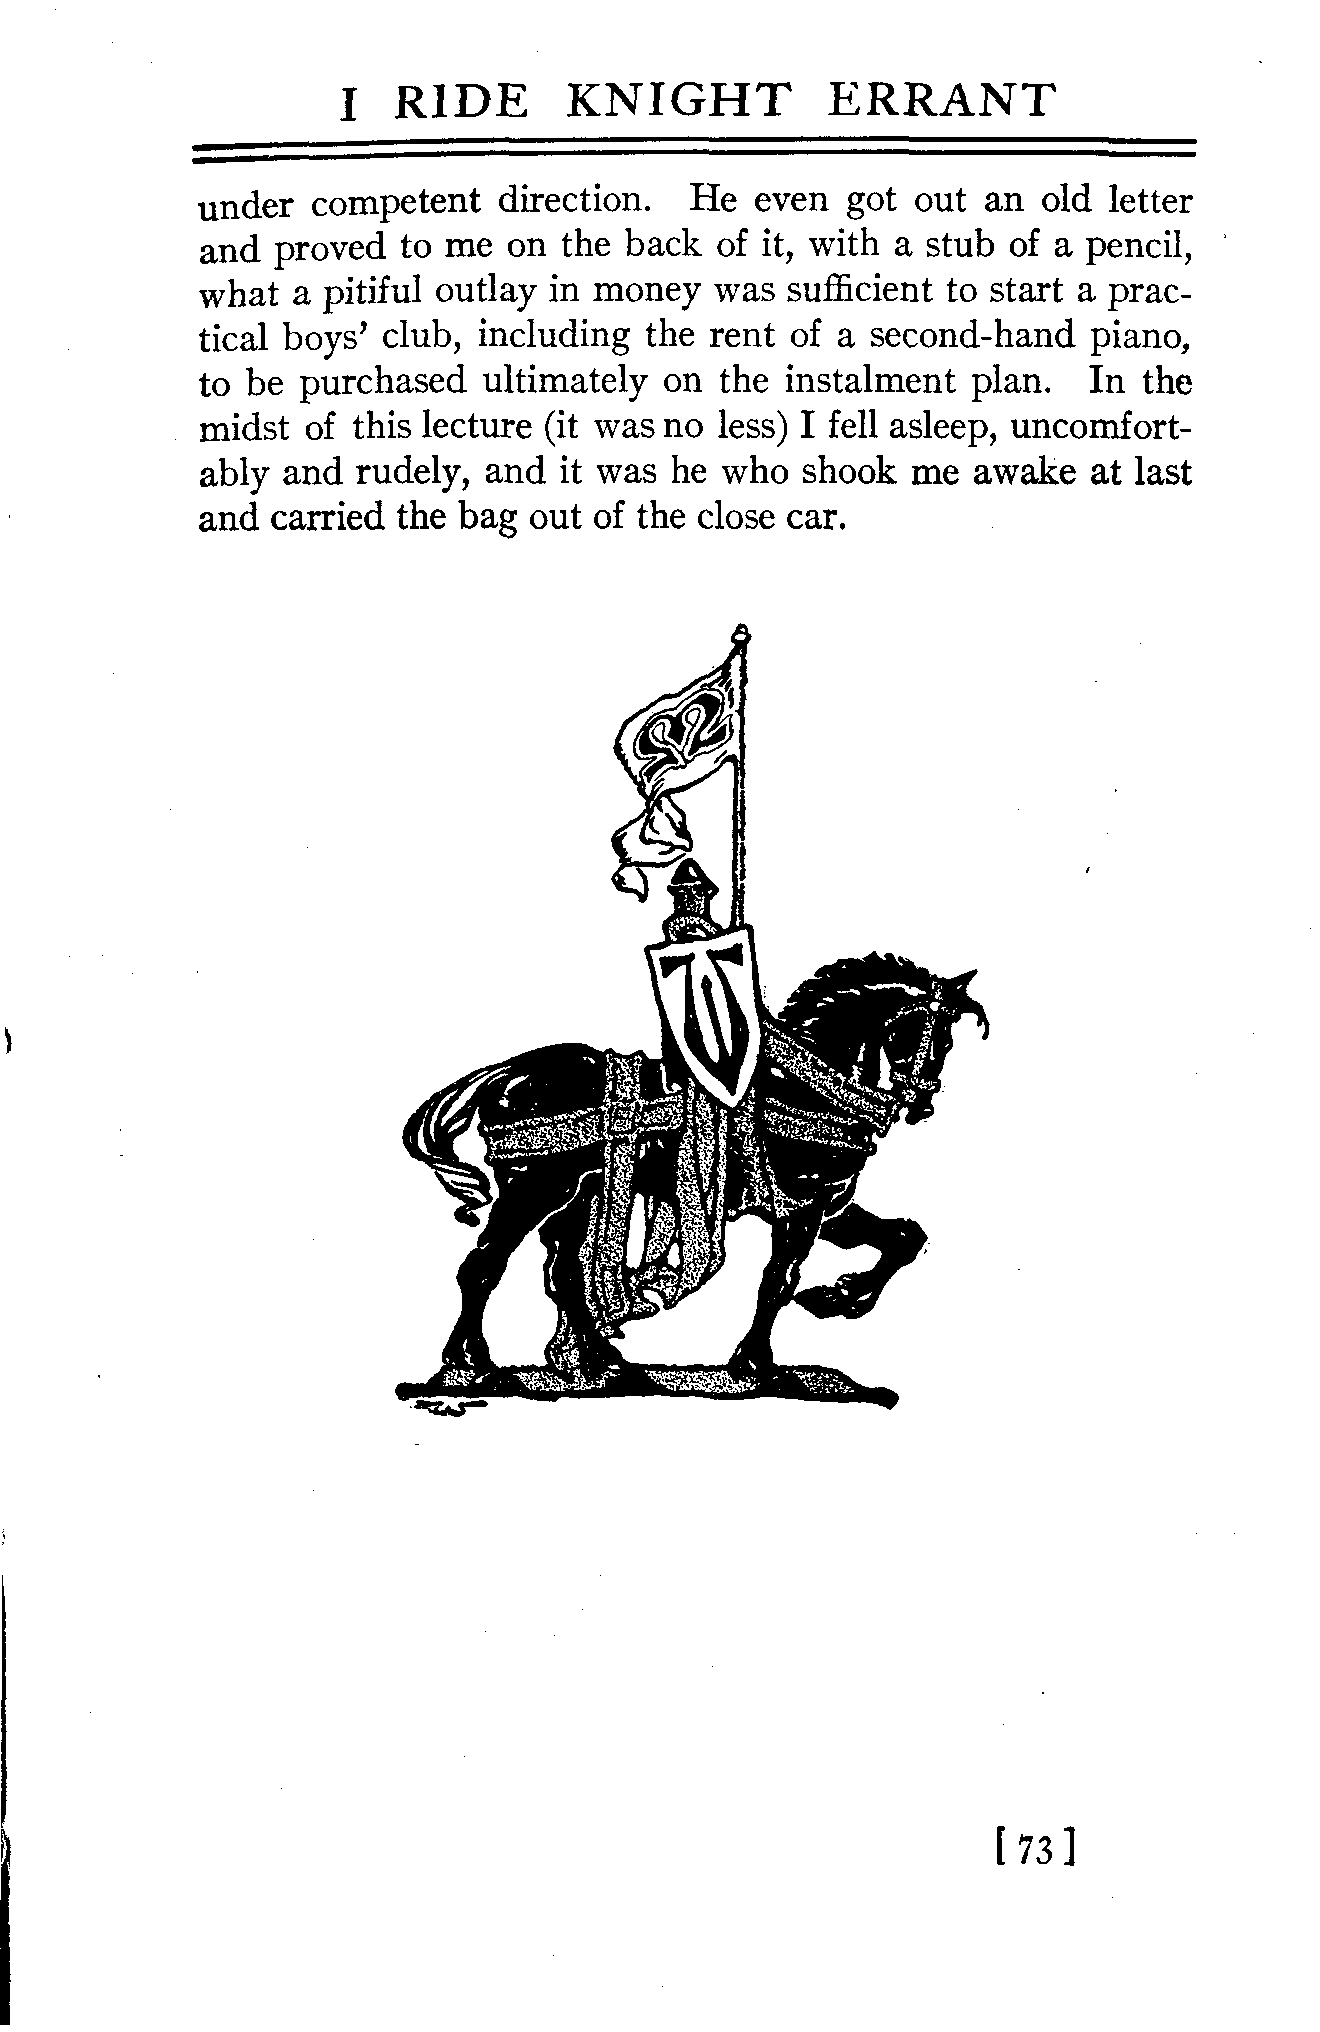 I RIDE KNIGHT ERRANT
under competent direction. He even got out an old letter
and proved to me on the back of it, with a stub of a pencil,
what a pitiful outlay in money was sufficient to start a prac-
tical boys' club, including the rent of a second-hand piano,
to be purchased ultimately on the instalment plan. In the
midst of this lecture (it was no less) I fell asleep, uncomfort-
ably and rudely, and it was he who shook me awake at last
and carried the bag out of the close car.
[ 73 ]